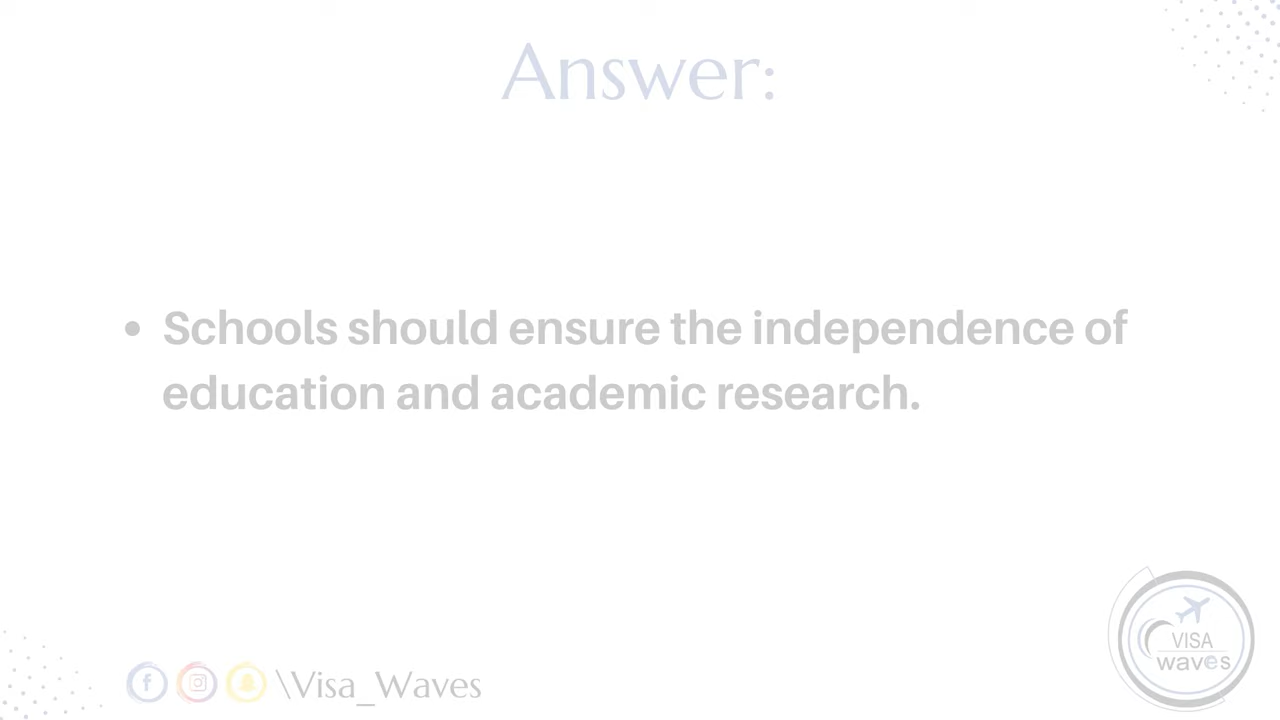 Answer:
• Schools should ensure the independence of
education and academic research.
\Visa_Waves
VISA
waves